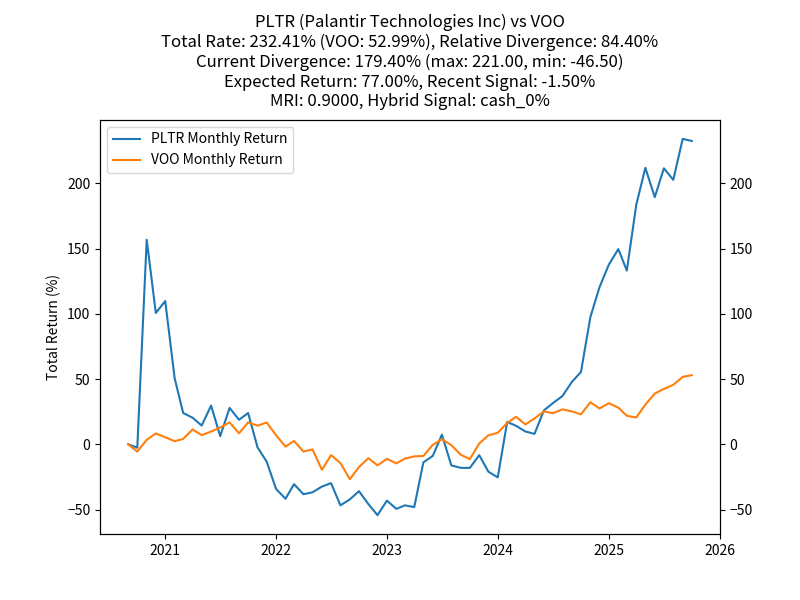 PLTR (Palantir Technologies Inc) vs VOO
Total Rate: 232.41% (VOO: 52.99%), Relative Divergence: 84.40%
Current Divergence: 179.40% (max: 221.00, min: -46.50)
Expected Return: 77.00%, Recent Signal: -1.50%
MRI: 0.9000, Hybrid Signal: cash_0%
PLTR Monthly Return
VOO Monthly Return
Total Return (%)
200
150
100
50
0
−50
200
150
100
50
0
−50
2021 2022 2023 2024 2025 2026